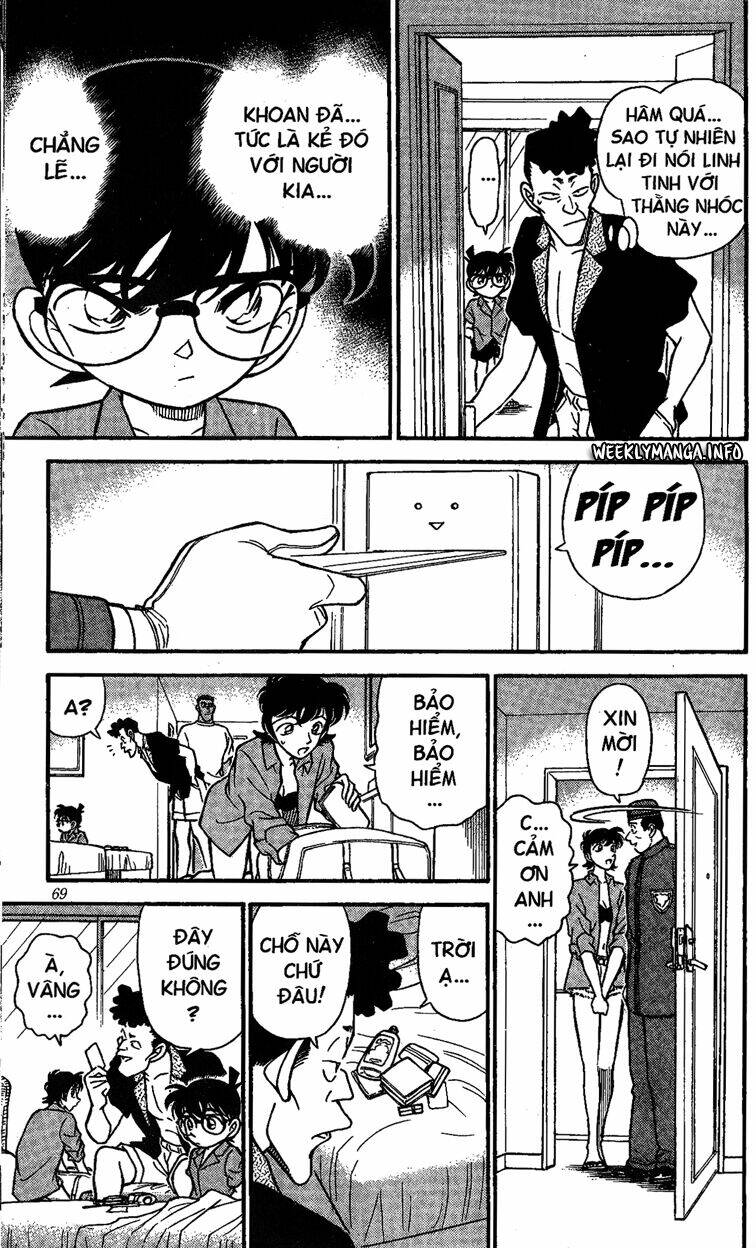 HÂM QUÁ...
SAO TỰ NHIÊN
LẠI ĐI NÓI LINH
TINH VỚI
THẰNG NHÓC
NÀY...
...
KHOAN ĐÃ...
TỨC LÀ KẺ ĐÓ
VỚI NGƯỜI
KIA...
CHẲNG
LẼ...
WEEKLYMANGA.INFO
PÍP PÍP
PÍP...
XIN
MỜI
!
C...
CẢM
ƠN
ANH
...
BẢO
HIỂM,
BẢO
HIỂM
...
A?
69
TRỜI
Ạ...
CHỖ NÀY
CHỨ
ĐÂU!
ĐÂY
ĐÚNG
KHÔNG
?
À,
VÂNG
...